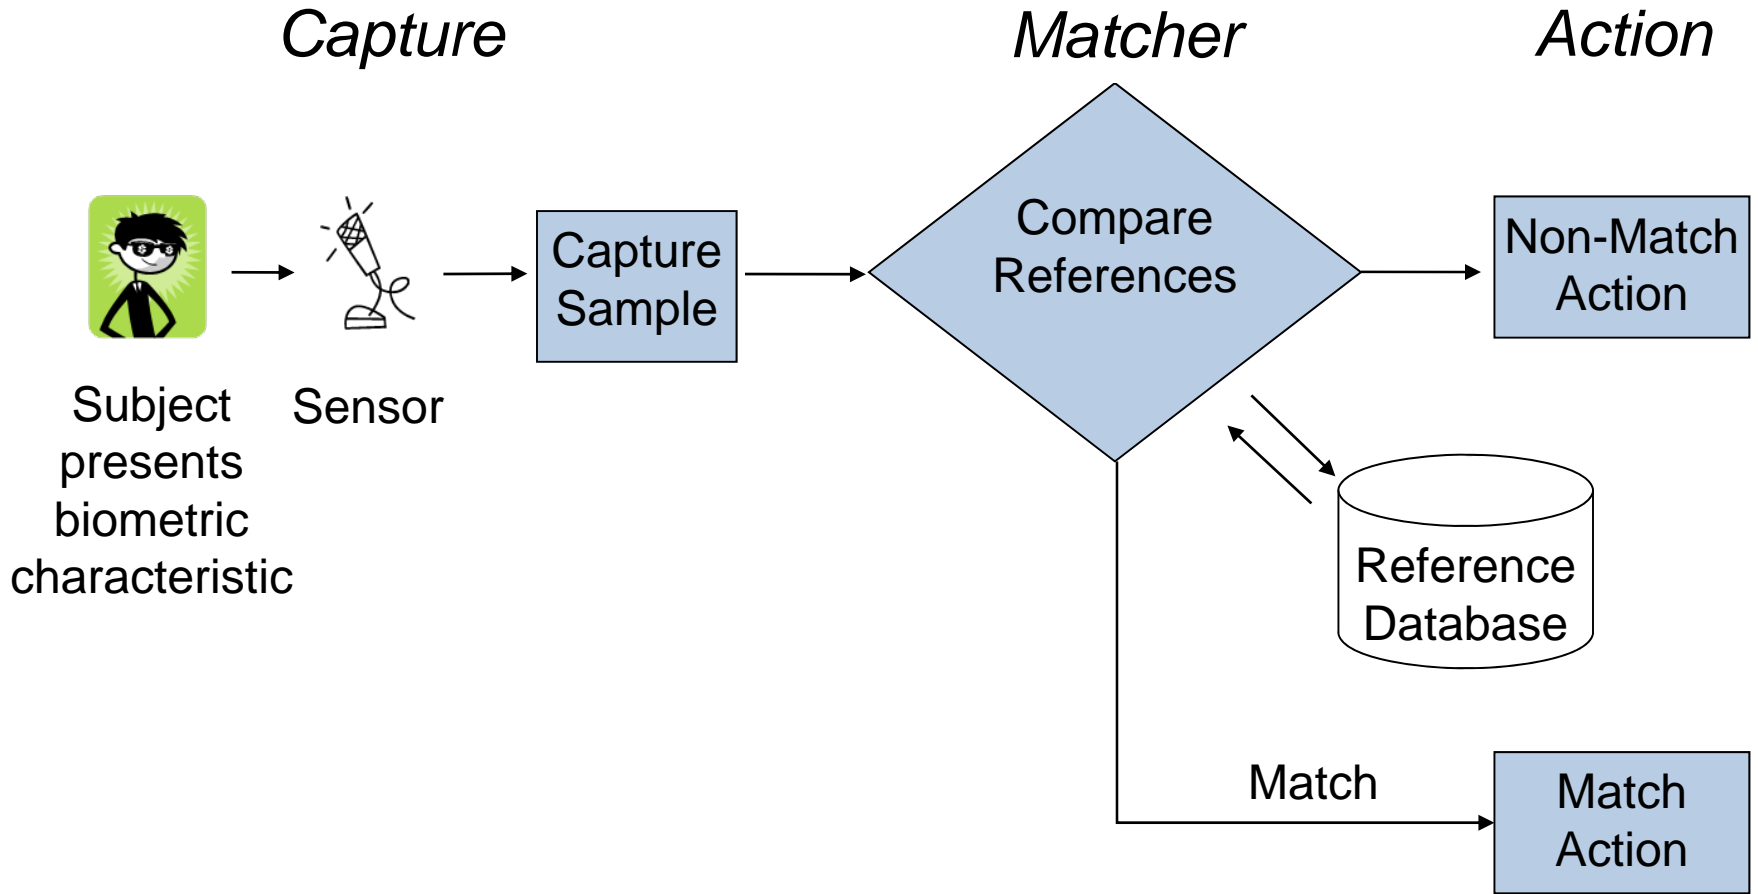 Capture
Matcher
Action
Subject
presents
biometric
characteristic
Sensor
Capture
Sample
Compare
References
Non-Match
Action
Reference
Database
Match
Match
Action